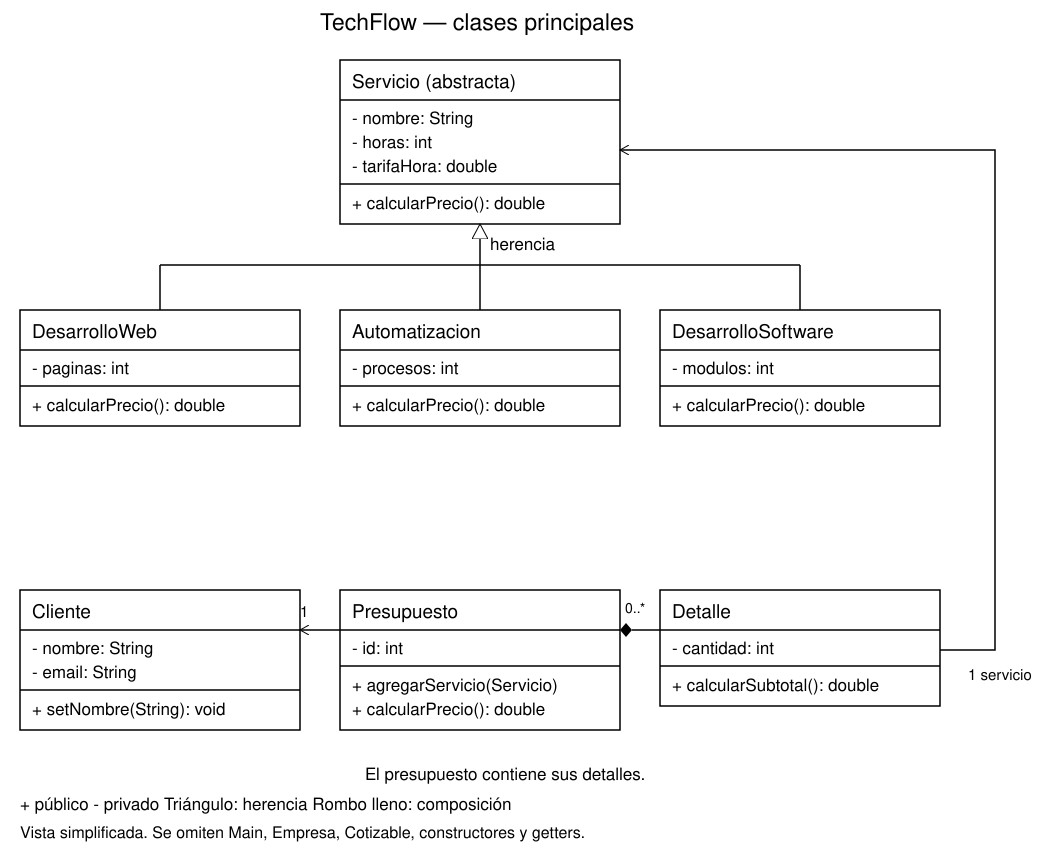 TechFlow — clases principales
Servicio (abstracta)
- nombre: String
- horas: int
- tarifaHora: double
+ calcularPrecio(): double
herencia
DesarrolloWeb
- paginas: int
+ calcularPrecio(): double
Automatizacion
- procesos: int
+ calcularPrecio(): double
DesarrolloSoftware
- modulos: int
+ calcularPrecio(): double
Cliente
- nombre: String
- email: String
+ setNombre(String): void
1
Presupuesto
- id: int
+ agregarServicio(Servicio)
+ calcularPrecio(): double
0..*
Detalle
- cantidad: int
+ calcularSubtotal(): double
1 servicio
El presupuesto contiene sus detalles.
+ público - privado Triángulo: herencia Rombo lleno: composición
Vista simplificada. Se omiten Main, Empresa, Cotizable, constructores y getters.